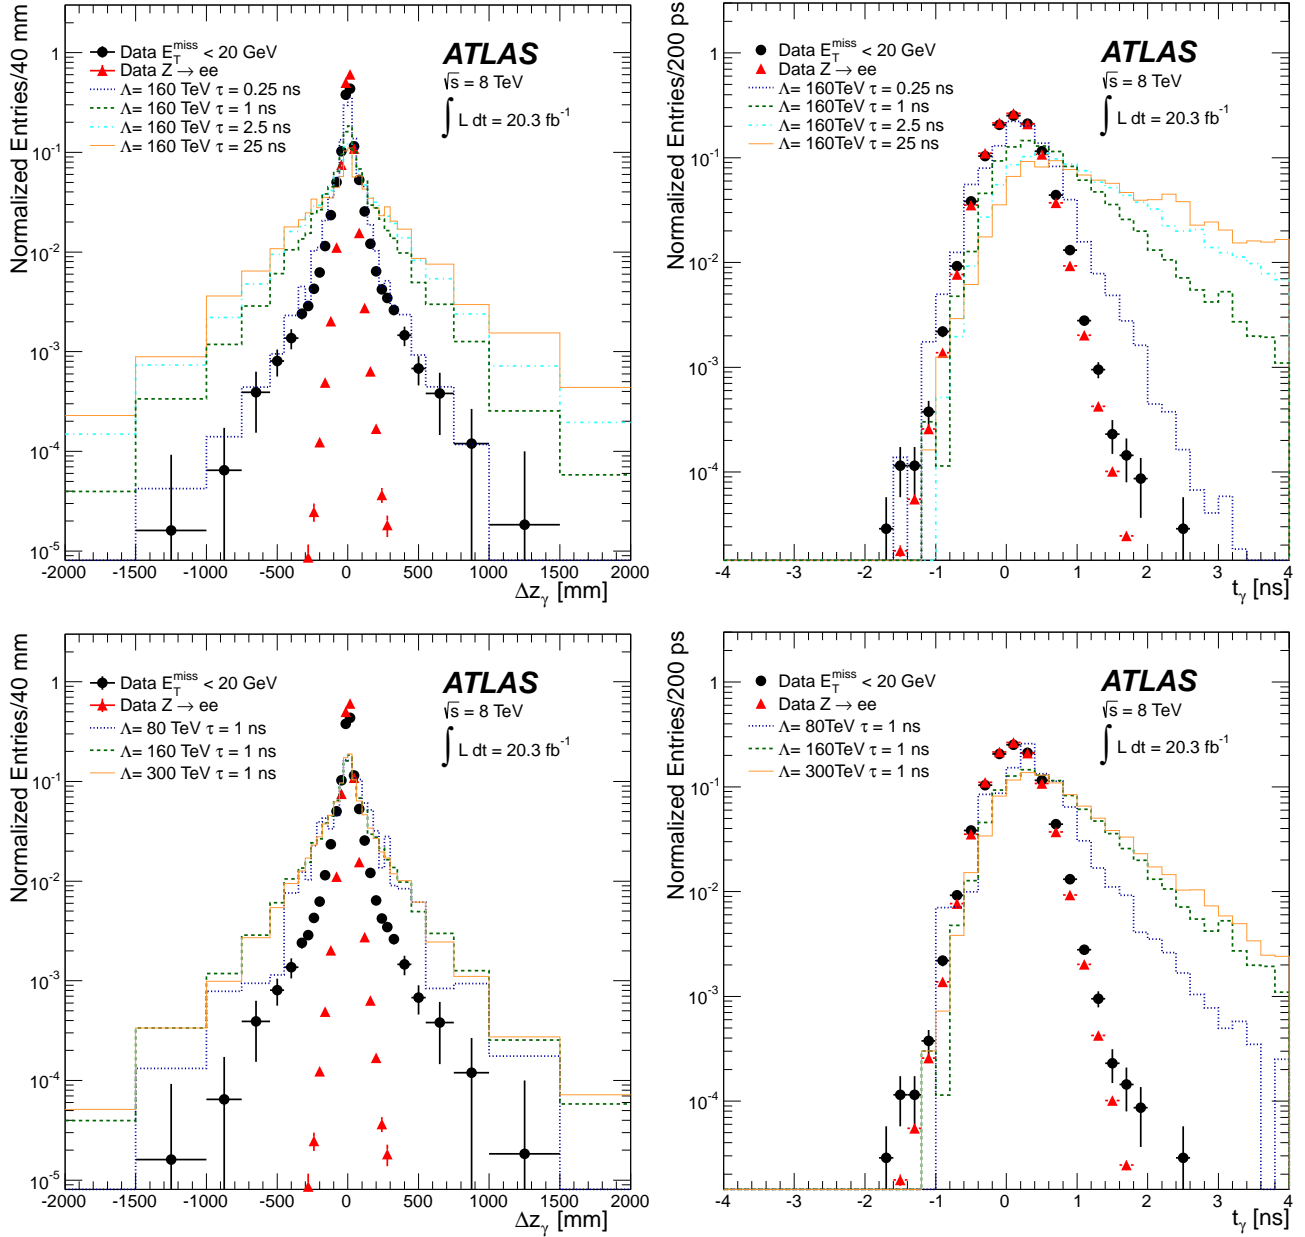 Normalized Entries/40 mm
1
10^-1
10^-2
10^-3
10^-4
10^-5
Data E_T^miss < 20 GeV
Data Z → ee
Λ= 160 TeV τ = 0.25 ns
Λ= 160 TeV τ = 1 ns
Λ= 160 TeV τ = 2.5 ns
Λ= 160 TeV τ = 25 ns
ATLAS
√s = 8 TeV
∫ L dt = 20.3 fb^-1
-2000 -1500 -1000 -500 0 500 1000 1500 2000
Δz_γ [mm]
Normalized Entries/200 ps
1
10^-1
10^-2
10^-3
10^-4
Data E_T^miss < 20 GeV
Data Z → ee
Λ= 160TeV τ = 0.25 ns
Λ= 160TeV τ = 1 ns
Λ= 160TeV τ = 2.5 ns
Λ= 160TeV τ = 25 ns
ATLAS
√s = 8 TeV
∫ L dt = 20.3 fb^-1
-4 -3 -2 -1 0 1 2 3 4
t_γ [ns]
Normalized Entries/40 mm
1
10^-1
10^-2
10^-3
10^-4
10^-5
Data E_T^miss < 20 GeV
Data Z → ee
Λ= 80 TeV τ = 1 ns
Λ= 160 TeV τ = 1 ns
Λ= 300 TeV τ = 1 ns
ATLAS
√s = 8 TeV
∫ L dt = 20.3 fb^-1
-2000 -1500 -1000 -500 0 500 1000 1500 2000
Δz_γ [mm]
Normalized Entries/200 ps
1
10^-1
10^-2
10^-3
10^-4
Data E_T^miss < 20 GeV
Data Z → ee
Λ= 80TeV τ = 1 ns
Λ= 160TeV τ = 1 ns
Λ= 300TeV τ = 1 ns
ATLAS
√s = 8 TeV
∫ L dt = 20.3 fb^-1
-4 -3 -2 -1 0 1 2 3 4
t_γ [ns]